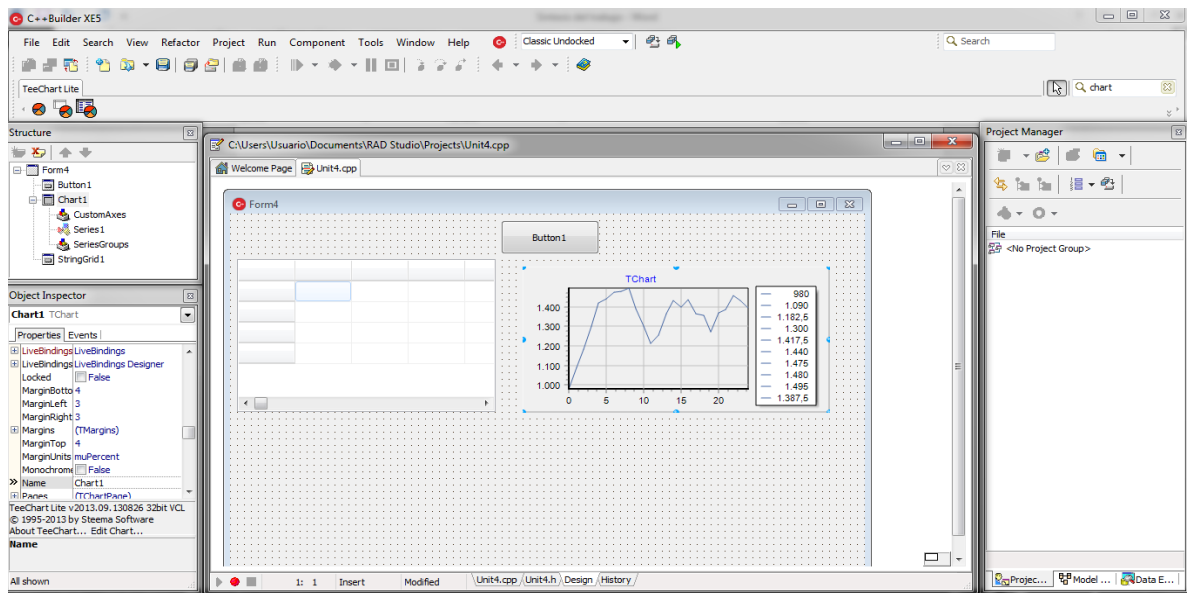 C++Builder XE5
File Edit Search View Refactor Project Run Component Tools Window Help Classic Undocked Search
TeeChart Lite chart
Structure
Form4
Button1
Chart1
CustomAxes
Series1
SeriesGroups
StringGrid1
Object Inspector
Chart1 TChart
Properties Events
LiveBindings LiveBindings
LiveBindings LiveBindings Designer
Locked False
MarginBotto 4
MarginLeft 3
MarginRight 3
Margins (TMargins)
MarginTop 4
MarginUnits muPercent
Monochrome False
Name Chart1
Pages (TChartPage)
TeeChart Lite v2013.09.130826 32bit VCL
© 1995-2013 by Steema Software
About TeeChart... Edit Chart...
Name
All shown
C:\Users\Usuario\Documents\RAD Studio\Projects\Unit4.cpp
Welcome Page Unit4.cpp
Form4
Button1
TChart
1.400
1.300
1.200
1.100
1.000
0 5 10 15 20
980
1.090
1.182,5
1.300
1.417,5
1.440
1.475
1.480
1.495
1.387,5
1: 1 Insert Modified Unit4.cpp Unit4.h Design History
Project Manager
File
<No Project Group>
Projec... Model ... Data E...